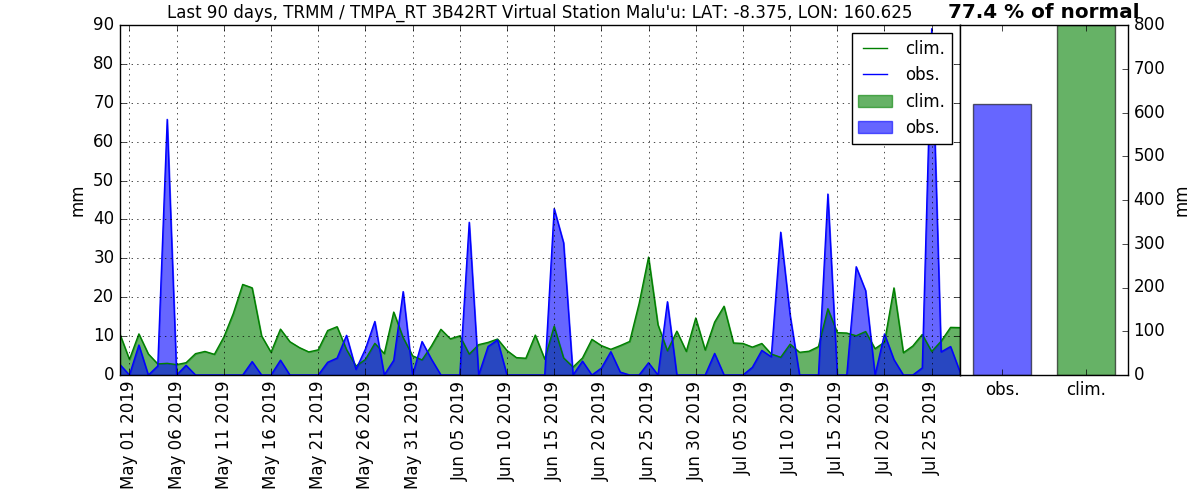 Last 90 days, TRMM / TMPA_RT 3B42RT Virtual Station Malu'u: LAT: -8.375, LON: 160.625
77.4 % of normal
90
80
70
60
50
40
30
20
10
0
mm
clim.
obs.
clim.
obs.
800
700
600
500
400
300
200
100
0
mm
obs.
clim.
May 01 2019
May 06 2019
May 11 2019
May 16 2019
May 21 2019
May 26 2019
May 31 2019
Jun 05 2019
Jun 10 2019
Jun 15 2019
Jun 20 2019
Jun 25 2019
Jun 30 2019
Jul 05 2019
Jul 10 2019
Jul 15 2019
Jul 20 2019
Jul 25 2019